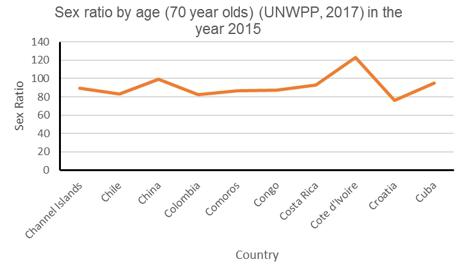 Sex ratio by age (70 year olds) (UNWPP, 2017) in the
year 2015
140
120
100
80
60
40
20
0
Sex Ratio
Channel Islands
Chile
China
Colombia
Comoros
Congo
Costa Rica
Cote d'Ivoire
Croatia
Cuba
Country